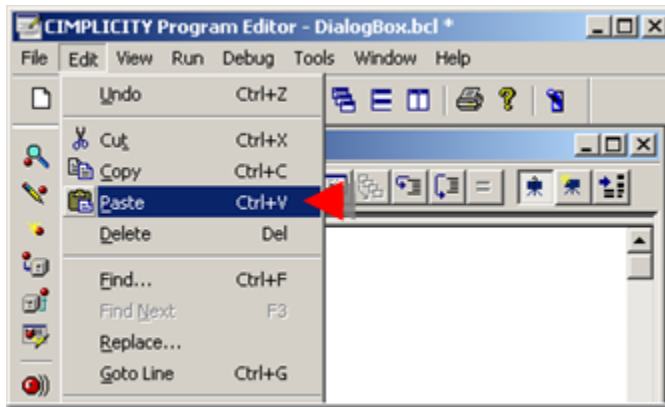 CIMPLICITY Program Editor - DialogBox.bcl *
File Edit View Run Debug Tools Window Help
Undo Ctrl+Z
Cut Ctrl+X
Copy Ctrl+C
Paste Ctrl+V
Delete Del
Find... Ctrl+F
Find Next F3
Replace...
Goto Line Ctrl+G